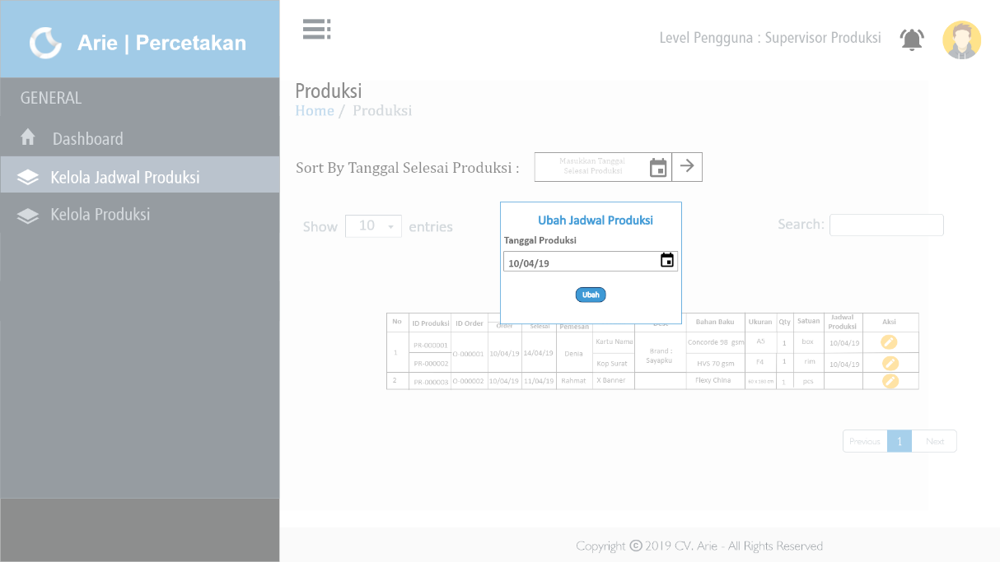 Arie | Percetakan
Level Pengguna : Supervisor Produksi
GENERAL
Dashboard
Kelola Jadwal Produksi
Kelola Produksi
Produksi
Home / Produksi
Sort By Tanggal Selesai Produksi :
Masukkan Tanggal
Selesai Produksi
Show 10 entries
Search:
Ubah Jadwal Produksi
Tanggal Produksi
10/04/19
Ubah
No ID Produksi ID Order Order Selesai Pemesan Bahan Baku Ukuran Qty Satuan Jadwal Produksi Aksi
1 PR-000001 O-000001 10/04/19 14/04/19 Denia Kartu Nama Brand : Sayapku Concorde 98 gsm A5 1 box 10/04/19
PR-000002 Kop Surat HVS 70 gsm F4 1 rim 10/04/19
2 PR-000003 O-000002 10/04/19 11/04/19 Rahmat X Banner Flexy China 60 x 160 cm 1 pcs
Previous 1 Next
Copyright © 2019 CV. Arie - All Rights Reserved